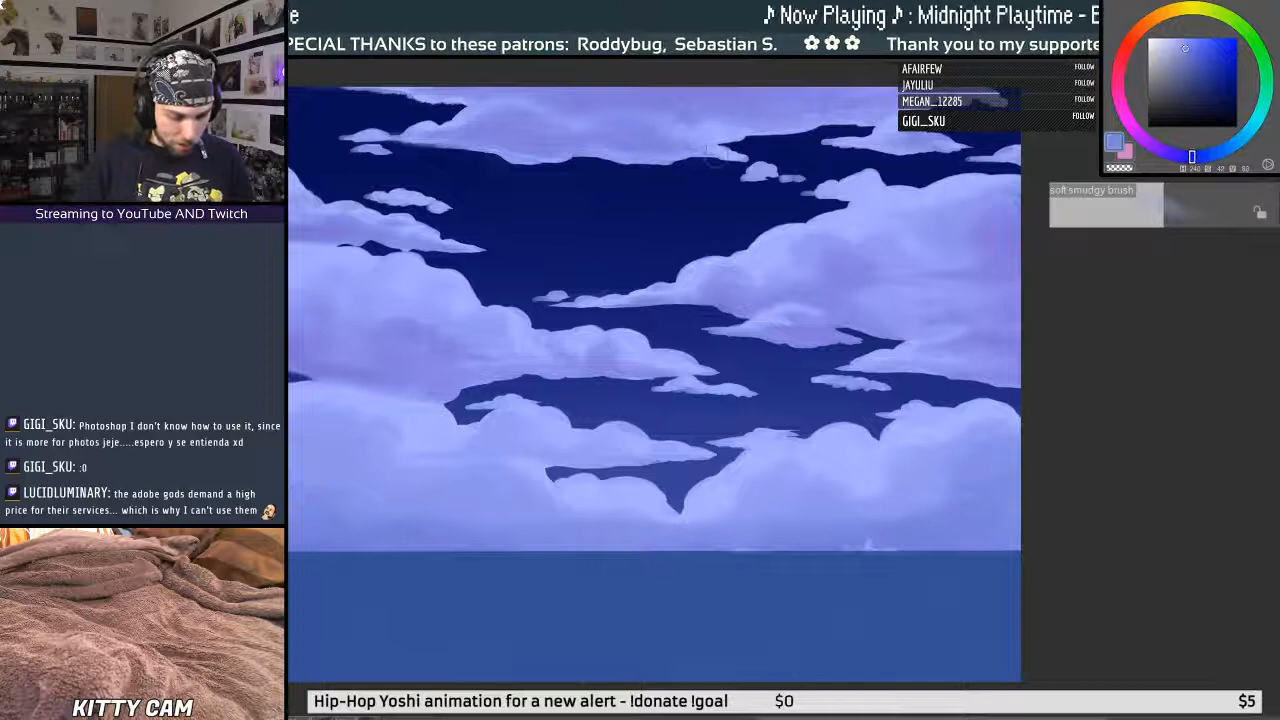 e
♪ Now Playing ♪ : Midnight Playtime - E
PECIAL THANKS to these patrons: Roddybug, Sebastian S. ✿✿✿ Thank you to my supporte
AFAIRFEW FOLLOW
JAYULIU FOLLOW
MEGAN_12285 FOLLOW
GIGI_SKU FOLLOW
soft smudgy brush
Streaming to YouTube AND Twitch
GIGI_SKU: Photoshop I don't know how to use it, since
it is more for photos jeje.....espero y se entienda xd
GIGI_SKU: :0
LUCIDLUMINARY: the adobe gods demand a high
price for their services... which is why I can't use them
KITTY CAM
Hip-Hop Yoshi animation for a new alert - !donate !goal $0 $5